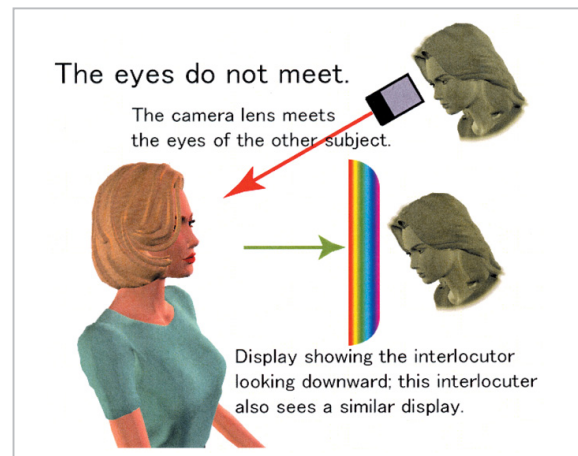 The eyes do not meet.
The camera lens meets
the eyes of the other subject.
Display showing the interlocutor
looking downward; this interlocuter
also sees a similar display.